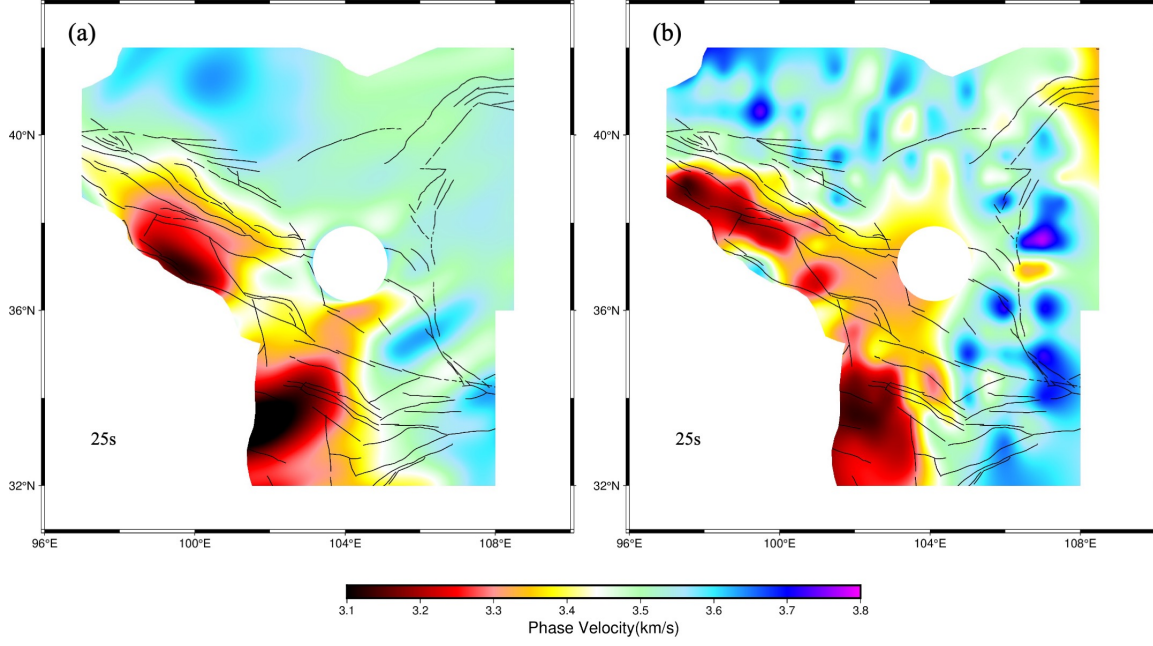 (a) (b)
40°N 40°N
36°N 36°N
25s 25s
32°N 32°N
96°E 100°E 104°E 108°E 96°E 100°E 104°E 108°E
3.1 3.2 3.3 3.4 3.5 3.6 3.7 3.8
Phase Velocity(km/s)